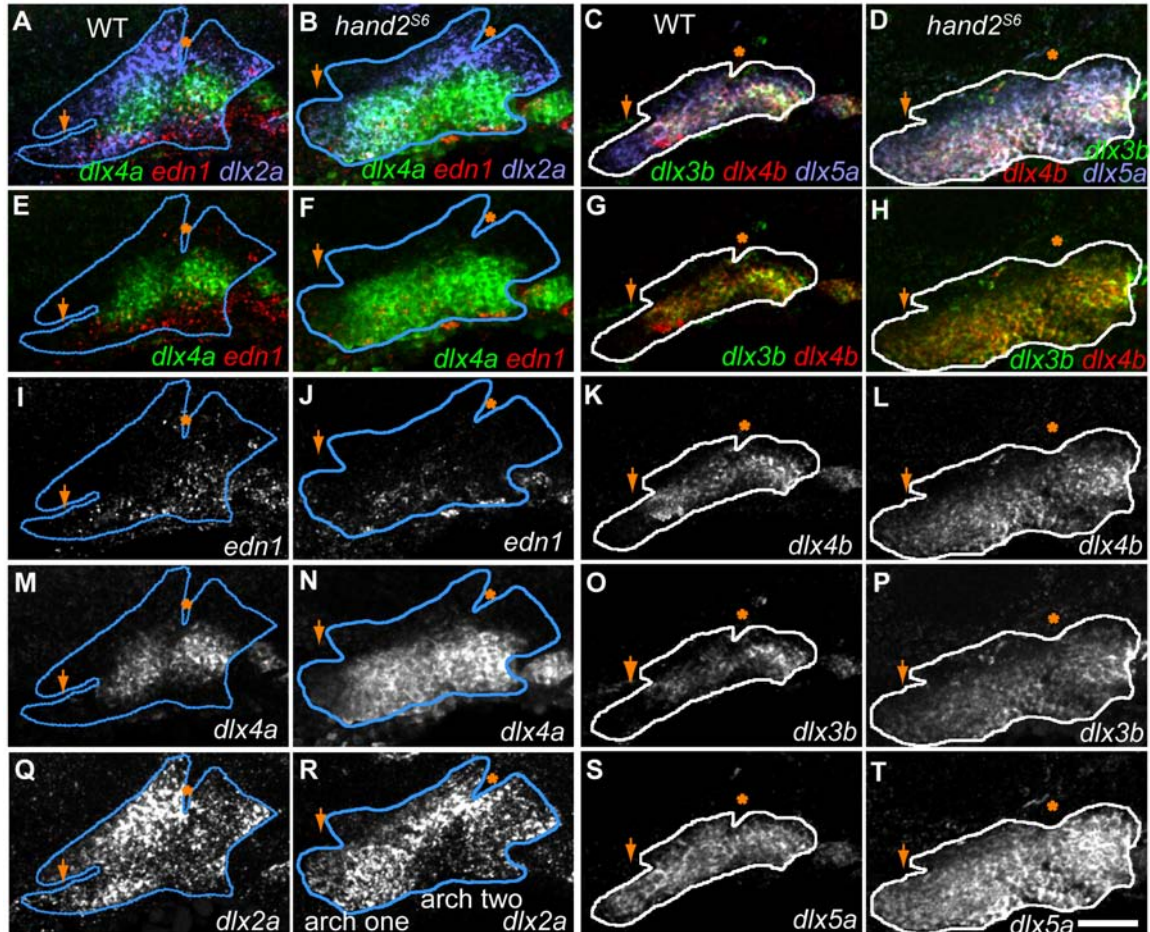 A WT
dlx4a edn1 dlx2a
B hand2S6
dlx4a edn1 dlx2a
C WT
dlx3b dlx4b dlx5a
D hand2S6
dlx3b
dlx4b dlx5a
E
dlx4a edn1
F
dlx4a edn1
G
dlx3b dlx4b
H
dlx3b dlx4b
I
edn1
J
edn1
K
dlx4b
L
dlx4b
M
dlx4a
N
dlx4a
O
dlx3b
P
dlx3b
Q
dlx2a
R
arch two
arch one dlx2a
S
dlx5a
T
dlx5a